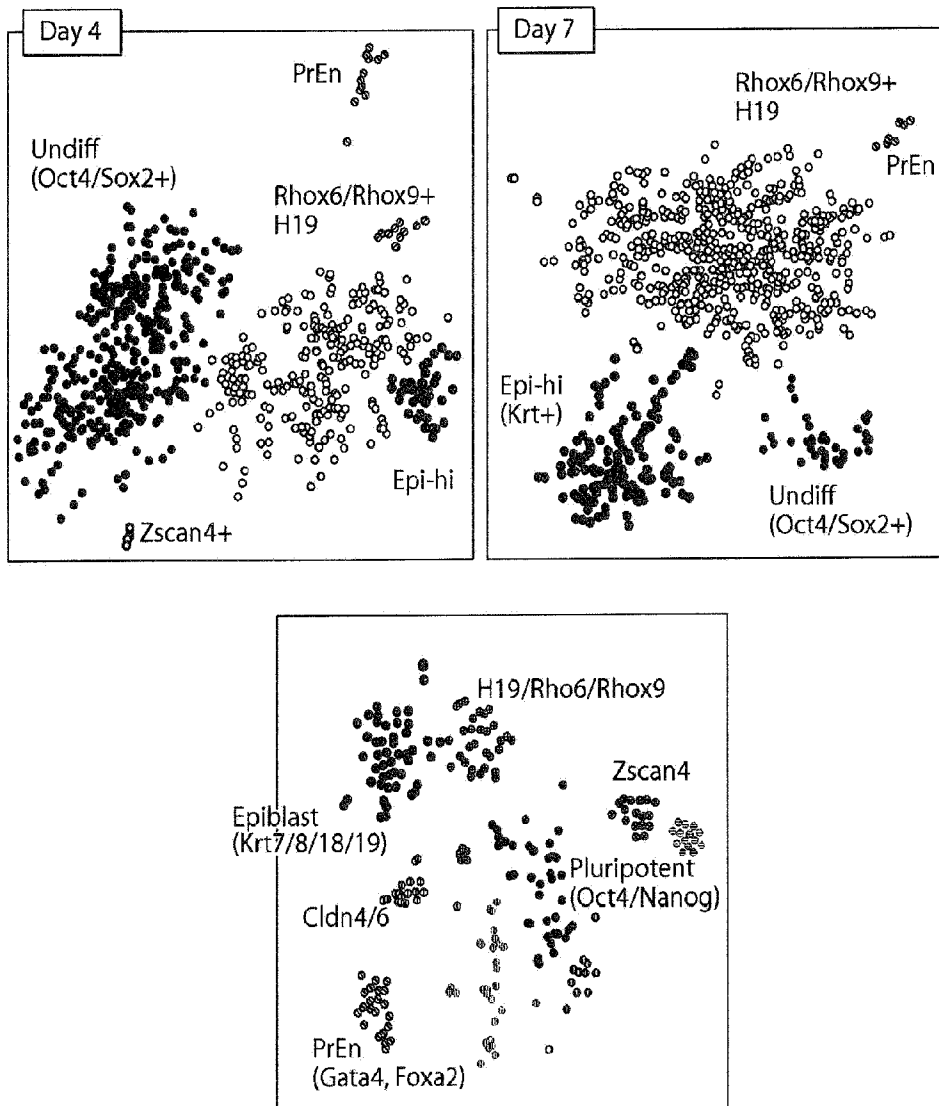 Day 4
PrEn
Undiff
(Oct4/Sox2+)
Rhox6/Rhox9+
H19
Epi-hi
Zscan4+
Day 7
Rhox6/Rhox9+
H19
PrEn
Epi-hi
(Krt+)
Undiff
(Oct4/Sox2+)
H19/Rho6/Rhox9
Zscan4
Epiblast
(Krt7/8/18/19)
Pluripotent
(Oct4/Nanog)
Cldn4/6
PrEn
(Gata4, Foxa2)